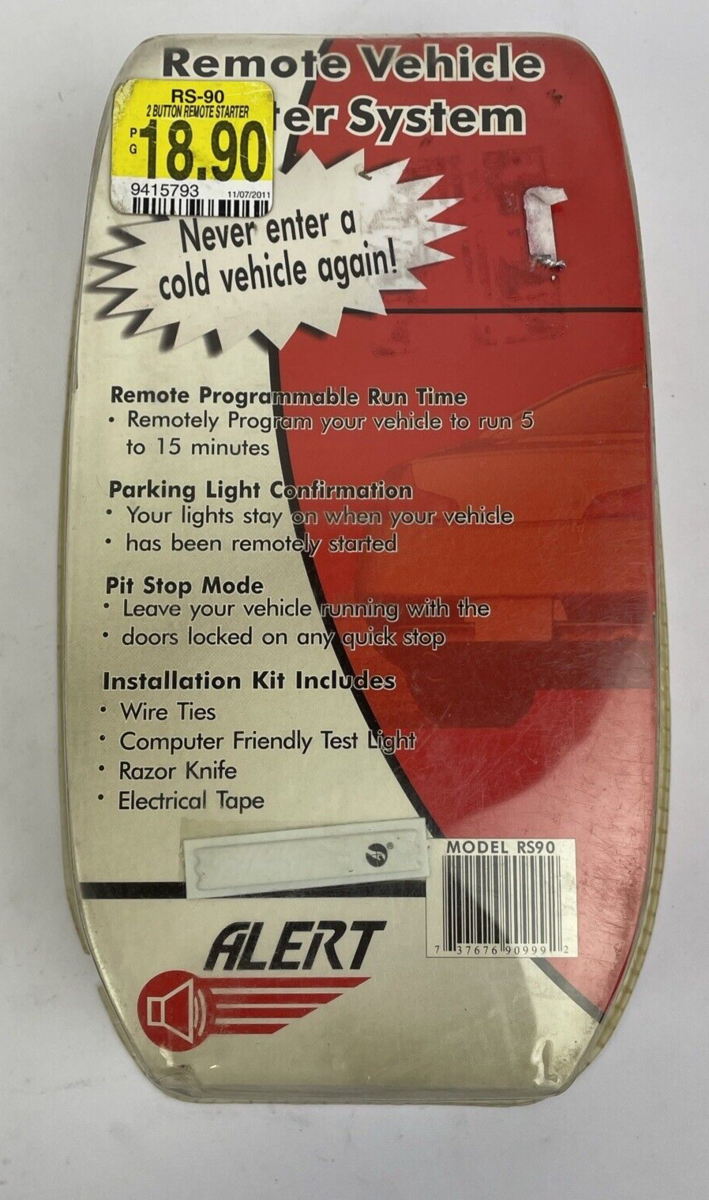 Remote Vehicle
ter System
RS-90
2 BUTTON REMOTE STARTER
P
G
18.90
9415793 11/07/2011
Never enter a
cold vehicle again!
Remote Programmable Run Time
• Remotely Program your vehicle to run 5
to 15 minutes
Parking Light Confirmation
• Your lights stay on when your vehicle
• has been remotely started
Pit Stop Mode
• Leave your vehicle running with the
• doors locked on any quick stop
Installation Kit Includes
• Wire Ties
• Computer Friendly Test Light
• Razor Knife
• Electrical Tape
MODEL RS90
7 37676 90999 2
ALERT